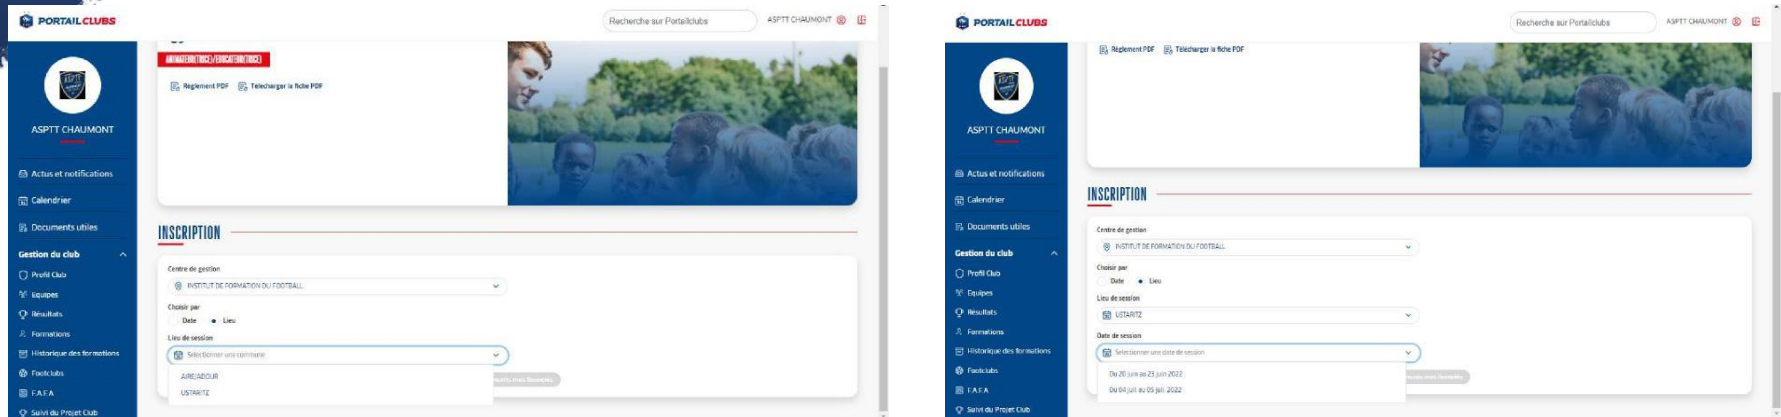 PORTAILCLUBS
Recherche sur Portailclubs
ASPTT CHAUMONT
ANIMATEUR(TRICE)/EDUCATEUR(TRICE)
Règlement PDF
Télécharger la fiche PDF
ASPTT CHAUMONT
Actus et notifications
Calendrier
Documents utiles
Gestion du club
Profil Club
Equipes
Résultats
Formations
Historique des formations
Footclubs
F.A.F.A
Suivi du Projet Club
INSCRIPTION
Centre de gestion
INSTITUT DE FORMATION DU FOOTBALL
Choisir par
Date
Lieu
Lieu de session
Sélectionner une commune
AIRE/ADOUR
USTARITZ
PORTAILCLUBS
Recherche sur Portailclubs
ASPTT CHAUMONT
Règlement PDF
Télécharger la fiche PDF
ASPTT CHAUMONT
Actus et notifications
Calendrier
Documents utiles
Gestion du club
Profil Club
Equipes
Résultats
Formations
Historique des formations
Footclubs
F.A.F.A
Suivi du Projet Club
INSCRIPTION
Centre de gestion
INSTITUT DE FORMATION DU FOOTBALL
Choisir par
Date
Lieu
Lieu de session
USTARITZ
Date de session
Sélectionner une date de session
Du 20 juin au 23 juin 2022
Du 04 juil. au 05 juil. 2022